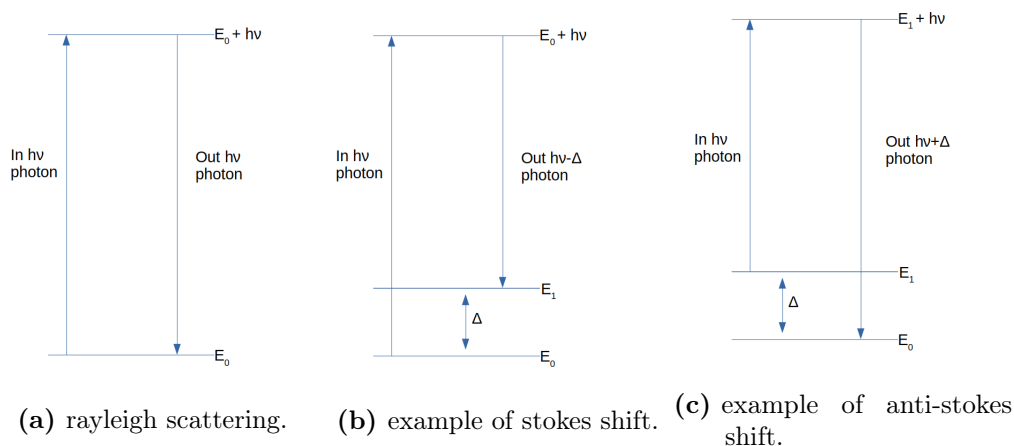 E₀ + hν
In hν
photon
Out hν
photon
E₀
(a) rayleigh scattering.
E₀ + hν
In hν
photon
Out hν-Δ
photon
E₁
Δ
E₀
(b) example of stokes shift.
E₁ + hν
In hν
photon
Out hν+Δ
photon
E₁
Δ
E₀
(c) example of anti-stokes
shift.